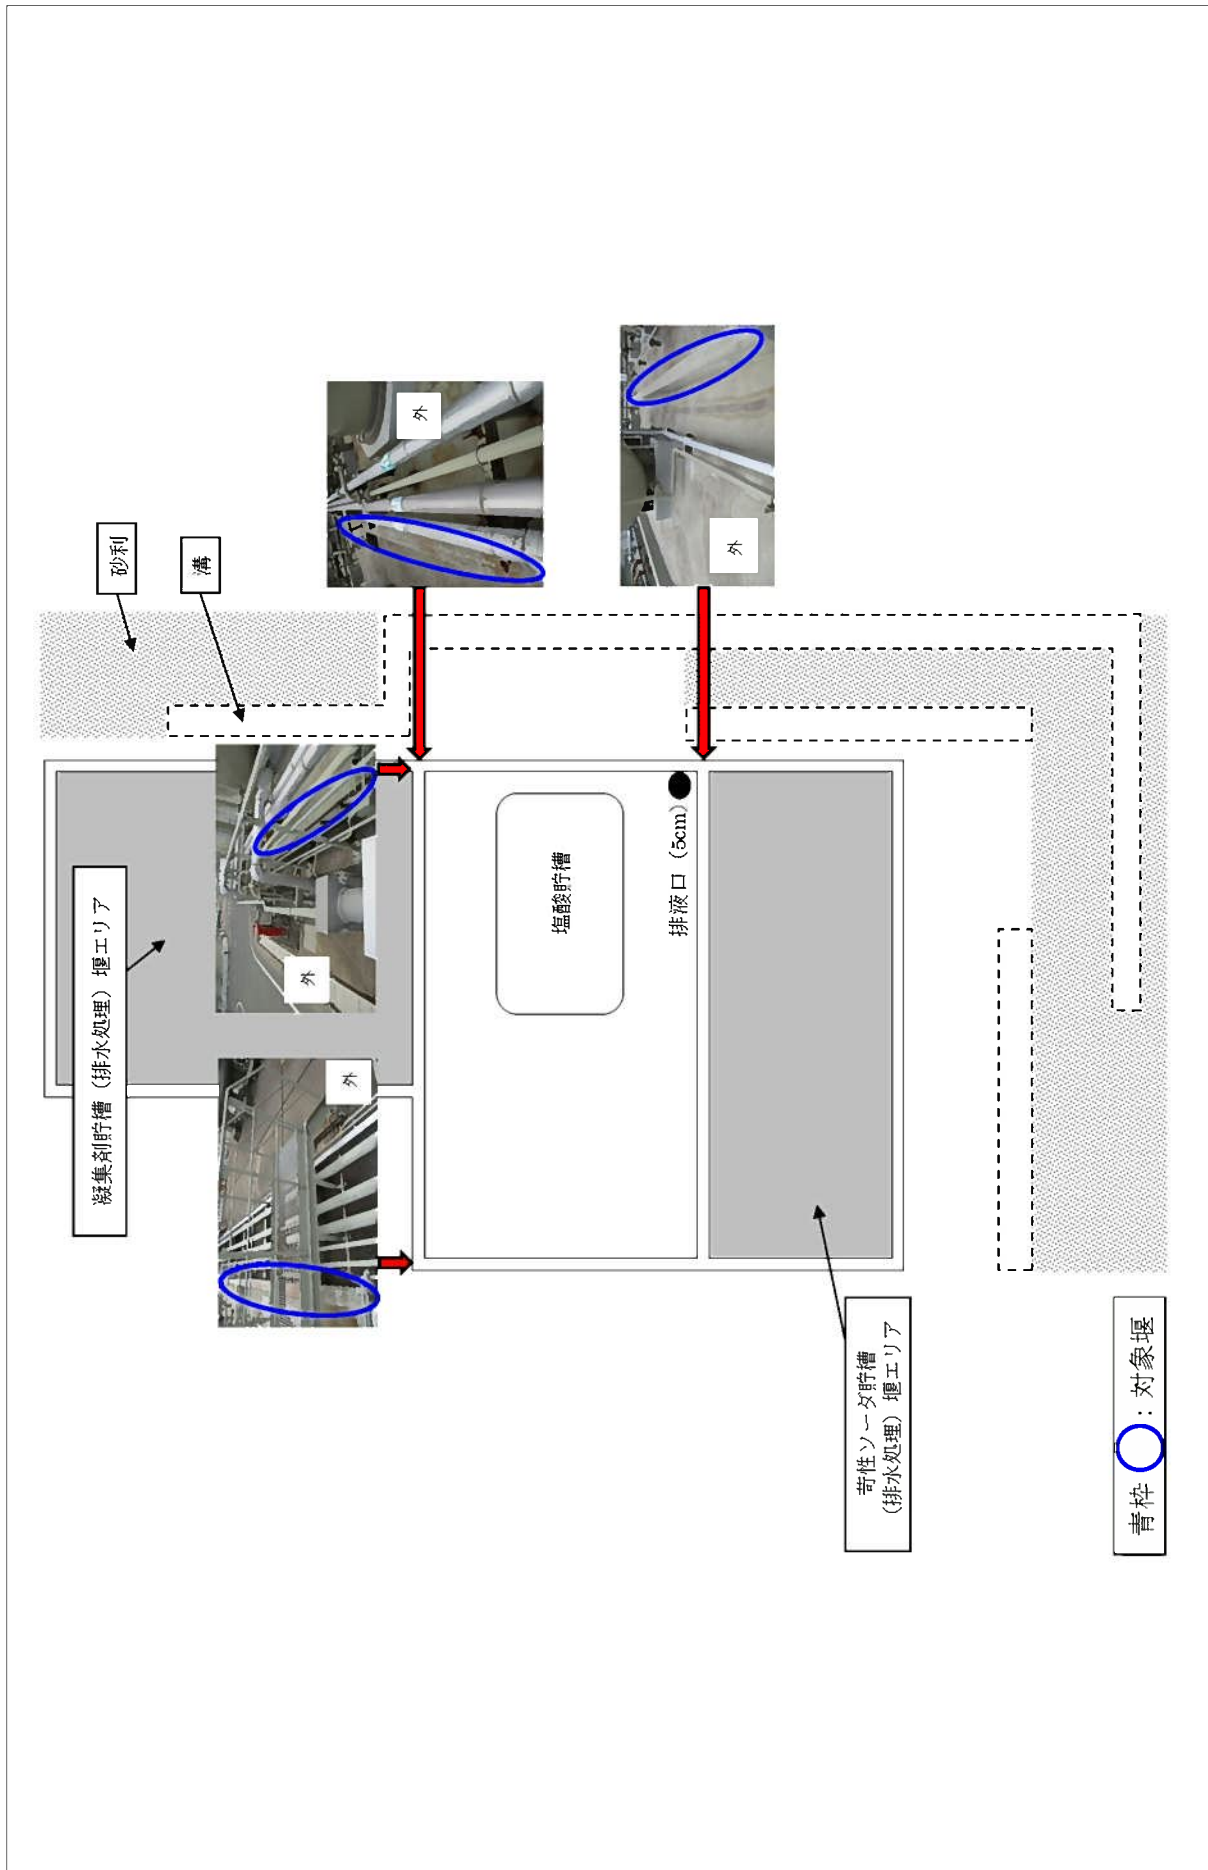 凝集剤貯槽（排水処理）堰エリア
砂利
溝
外
外
外
外
塩酸貯槽
排液口（5cm）
苛性ソーダ貯槽
（排水処理）堰エリア
青枠　：対象堰